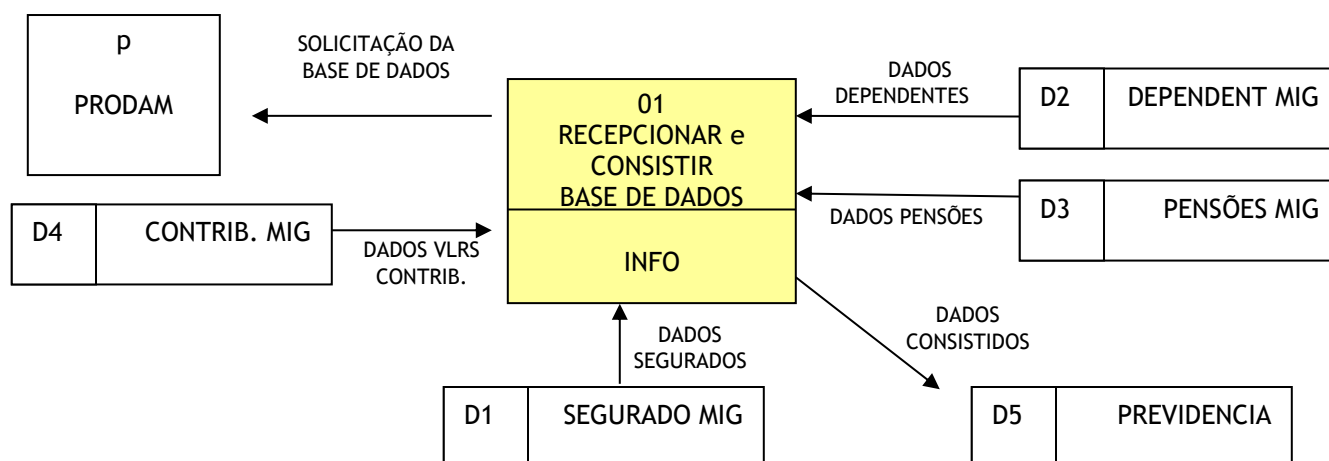 p
PRODAM
SOLICITAÇÃO DA
BASE DE DADOS
01
RECEPCIONAR e
CONSISTIR
BASE DE DADOS
INFO
DADOS
DEPENDENTES
D2 DEPENDENT MIG
DADOS PENSÕES
D3 PENSÕES MIG
D4 CONTRIB. MIG
DADOS VLRS
CONTRIB.
DADOS
SEGURADOS
DADOS
CONSISTIDOS
D1 SEGURADO MIG
D5 PREVIDENCIA